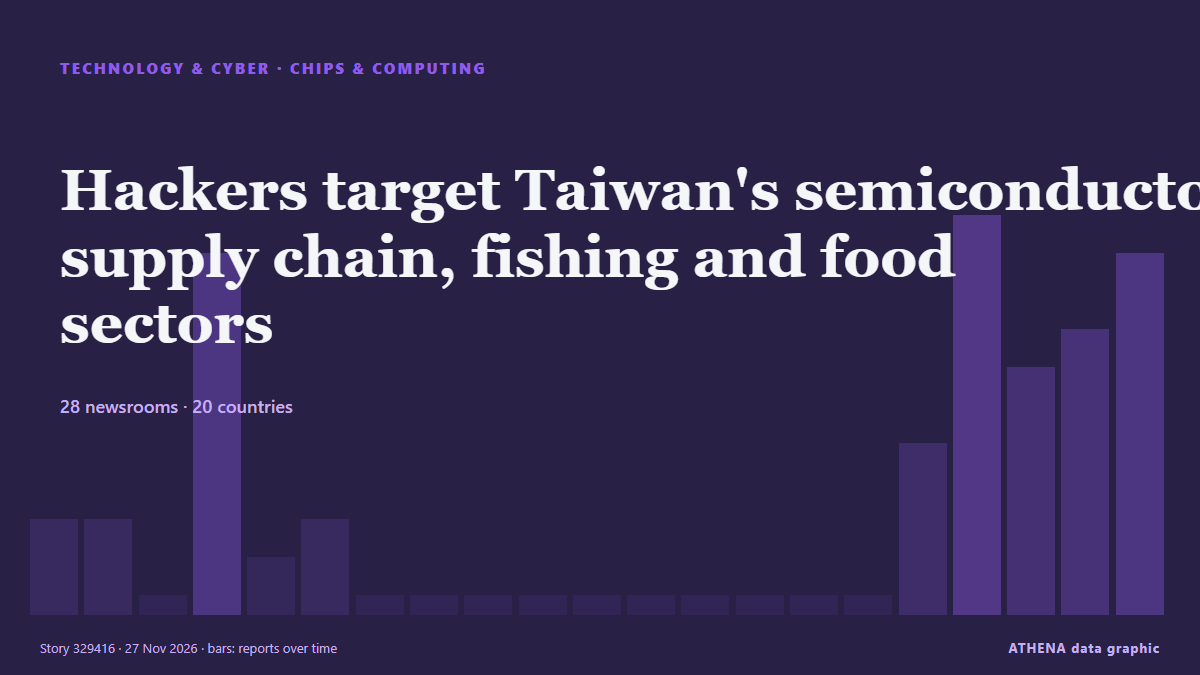 TECHNOLOGY & CYBER · CHIPS & COMPUTING
Hackers target Taiwan's semiconducto
supply chain, fishing and food
sectors
28 newsrooms · 20 countries
Story 329416 · 27 Nov 2026 · bars: reports over time
ATHENA data graphic